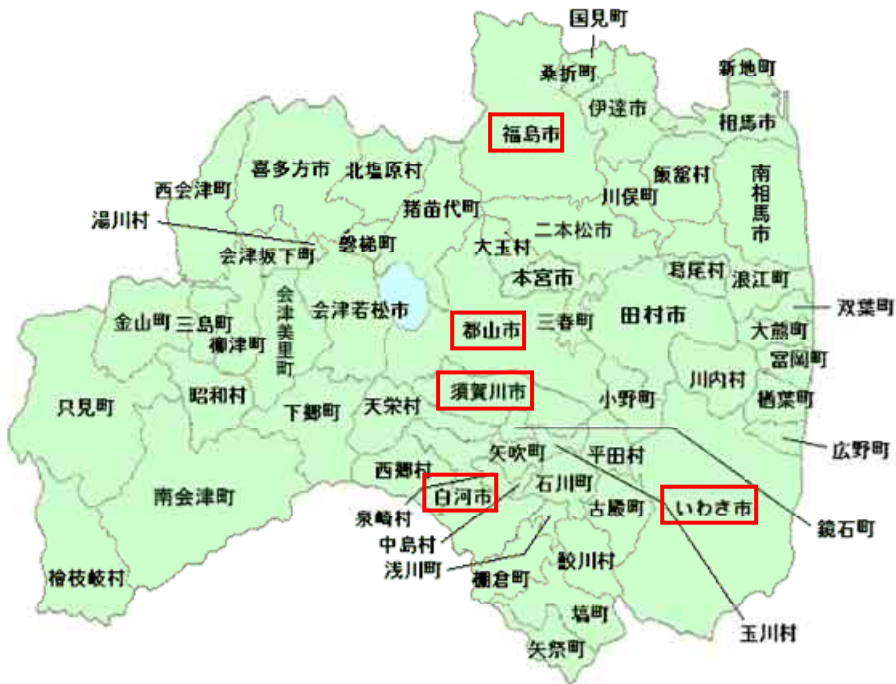 国見町
桑折町
新地町
伊達市
相馬市
福島市
喜多方市
北塩原村
飯舘村
西会津町
川俣町
南相馬市
猪苗代町
湯川村
二本松市
磐梯町
大玉村
会津坂下町
本宮市
葛尾村
浪江町
会津美里町
会津若松市
双葉町
金山町
三島町
郡山市
三春町
田村市
大熊町
柳津町
富岡町
川内村
須賀川市
昭和村
小野町
楢葉町
只見町
下郷町
天栄村
矢吹町
平田村
広野町
西郷村
石川町
南会津町
白河市
古殿町
いわき市
泉崎村
鏡石町
中島村
浅川町
鮫川村
檜枝岐村
棚倉町
塙町
玉川村
矢祭町